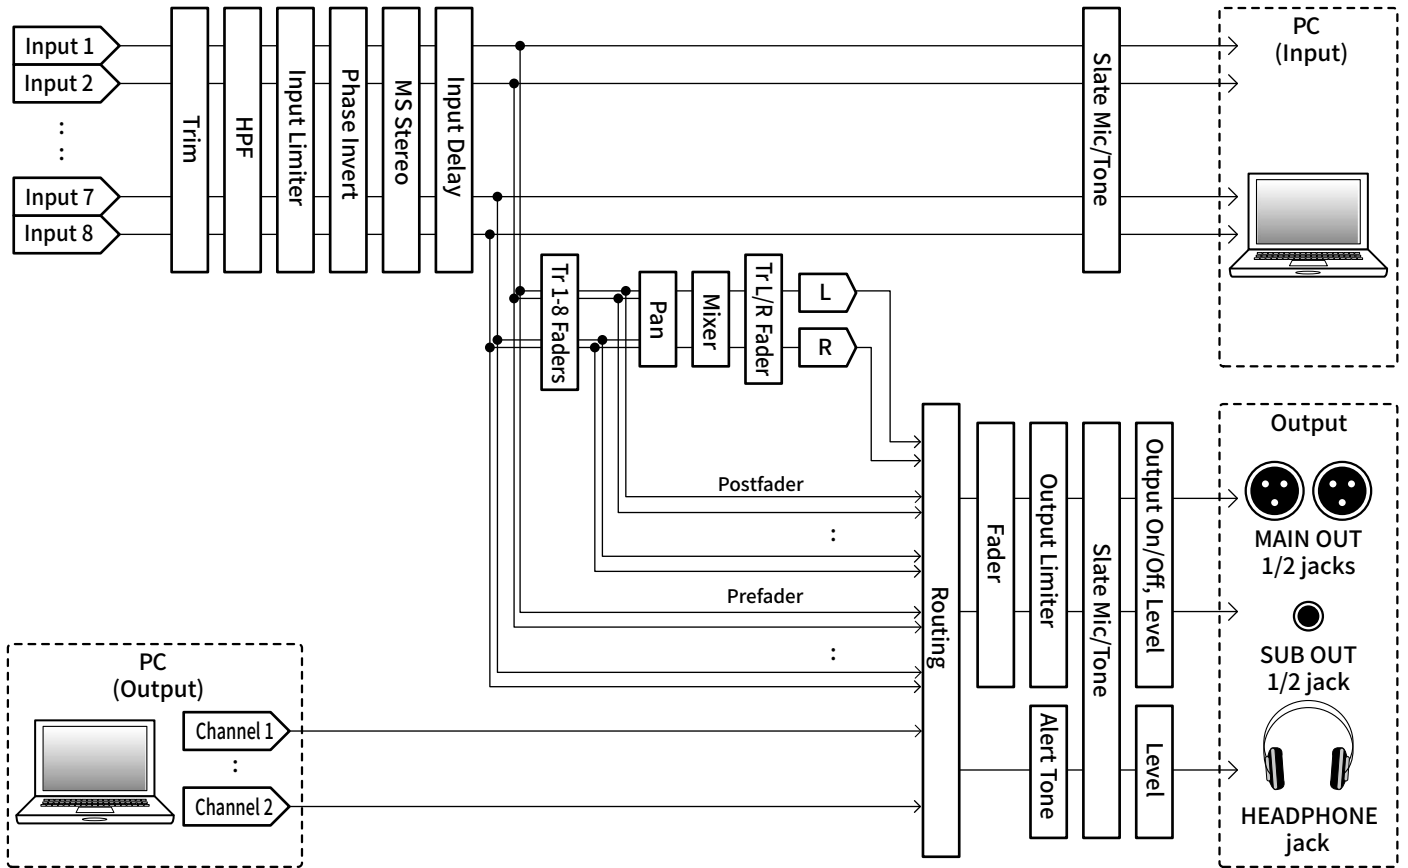 Input 1
Input 2
:
:
Input 7
Input 8
Trim
HPF
Input Limiter
Phase Invert
MS Stereo
Input Delay
Slate Mic/Tone
PC
(Input)
Tr 1-8 Faders
Pan
Mixer
Tr L/R Fader
L
R
Postfader
:
Prefader
:
Routing
Fader
Output Limiter
Slate Mic/Tone
Output On/Off, Level
Alert Tone
Level
Output
MAIN OUT
1/2 jacks
SUB OUT
1/2 jack
HEADPHONE
jack
PC
(Output)
Channel 1
:
Channel 2